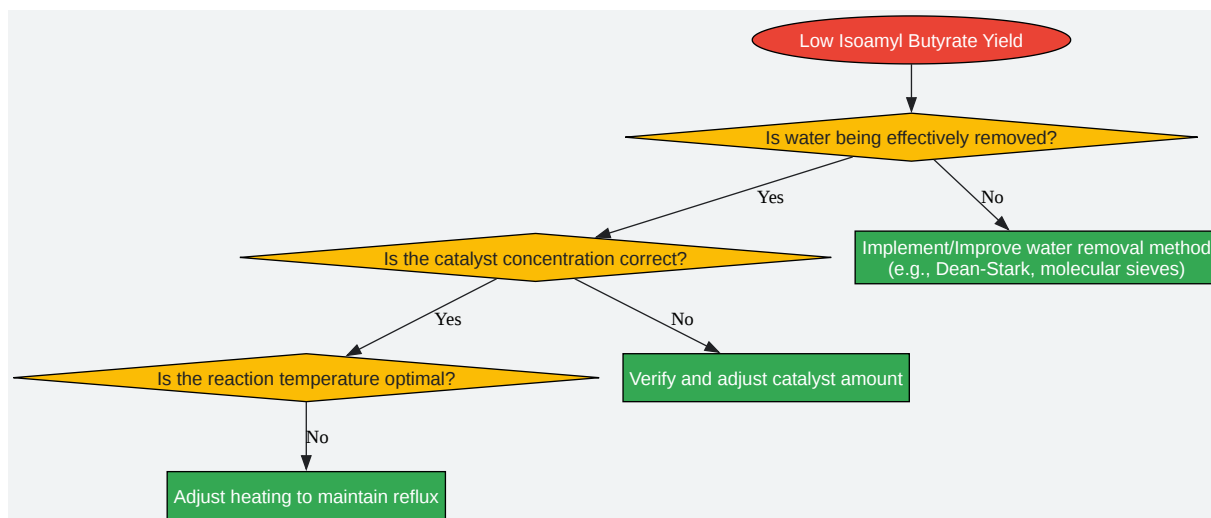 Low Isoamyl Butyrate Yield
Is water being effectively removed?
Yes
No
Is the catalyst concentration correct?
Implement/Improve water removal method
(e.g., Dean-Stark, molecular sieves)
Yes
No
Is the reaction temperature optimal?
Verify and adjust catalyst amount
No
Adjust heating to maintain reflux